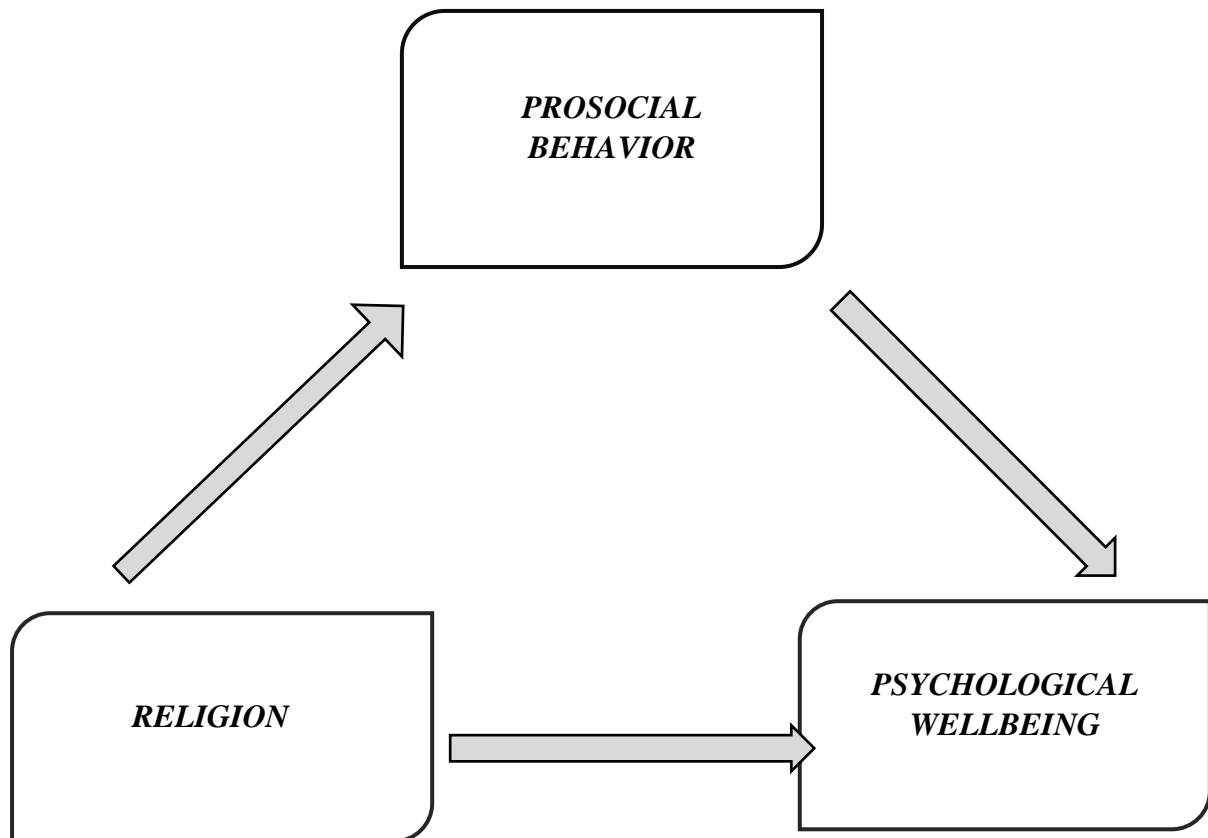 PROSOCIAL
BEHAVIOR
RELIGION
PSYCHOLOGICAL
WELLBEING